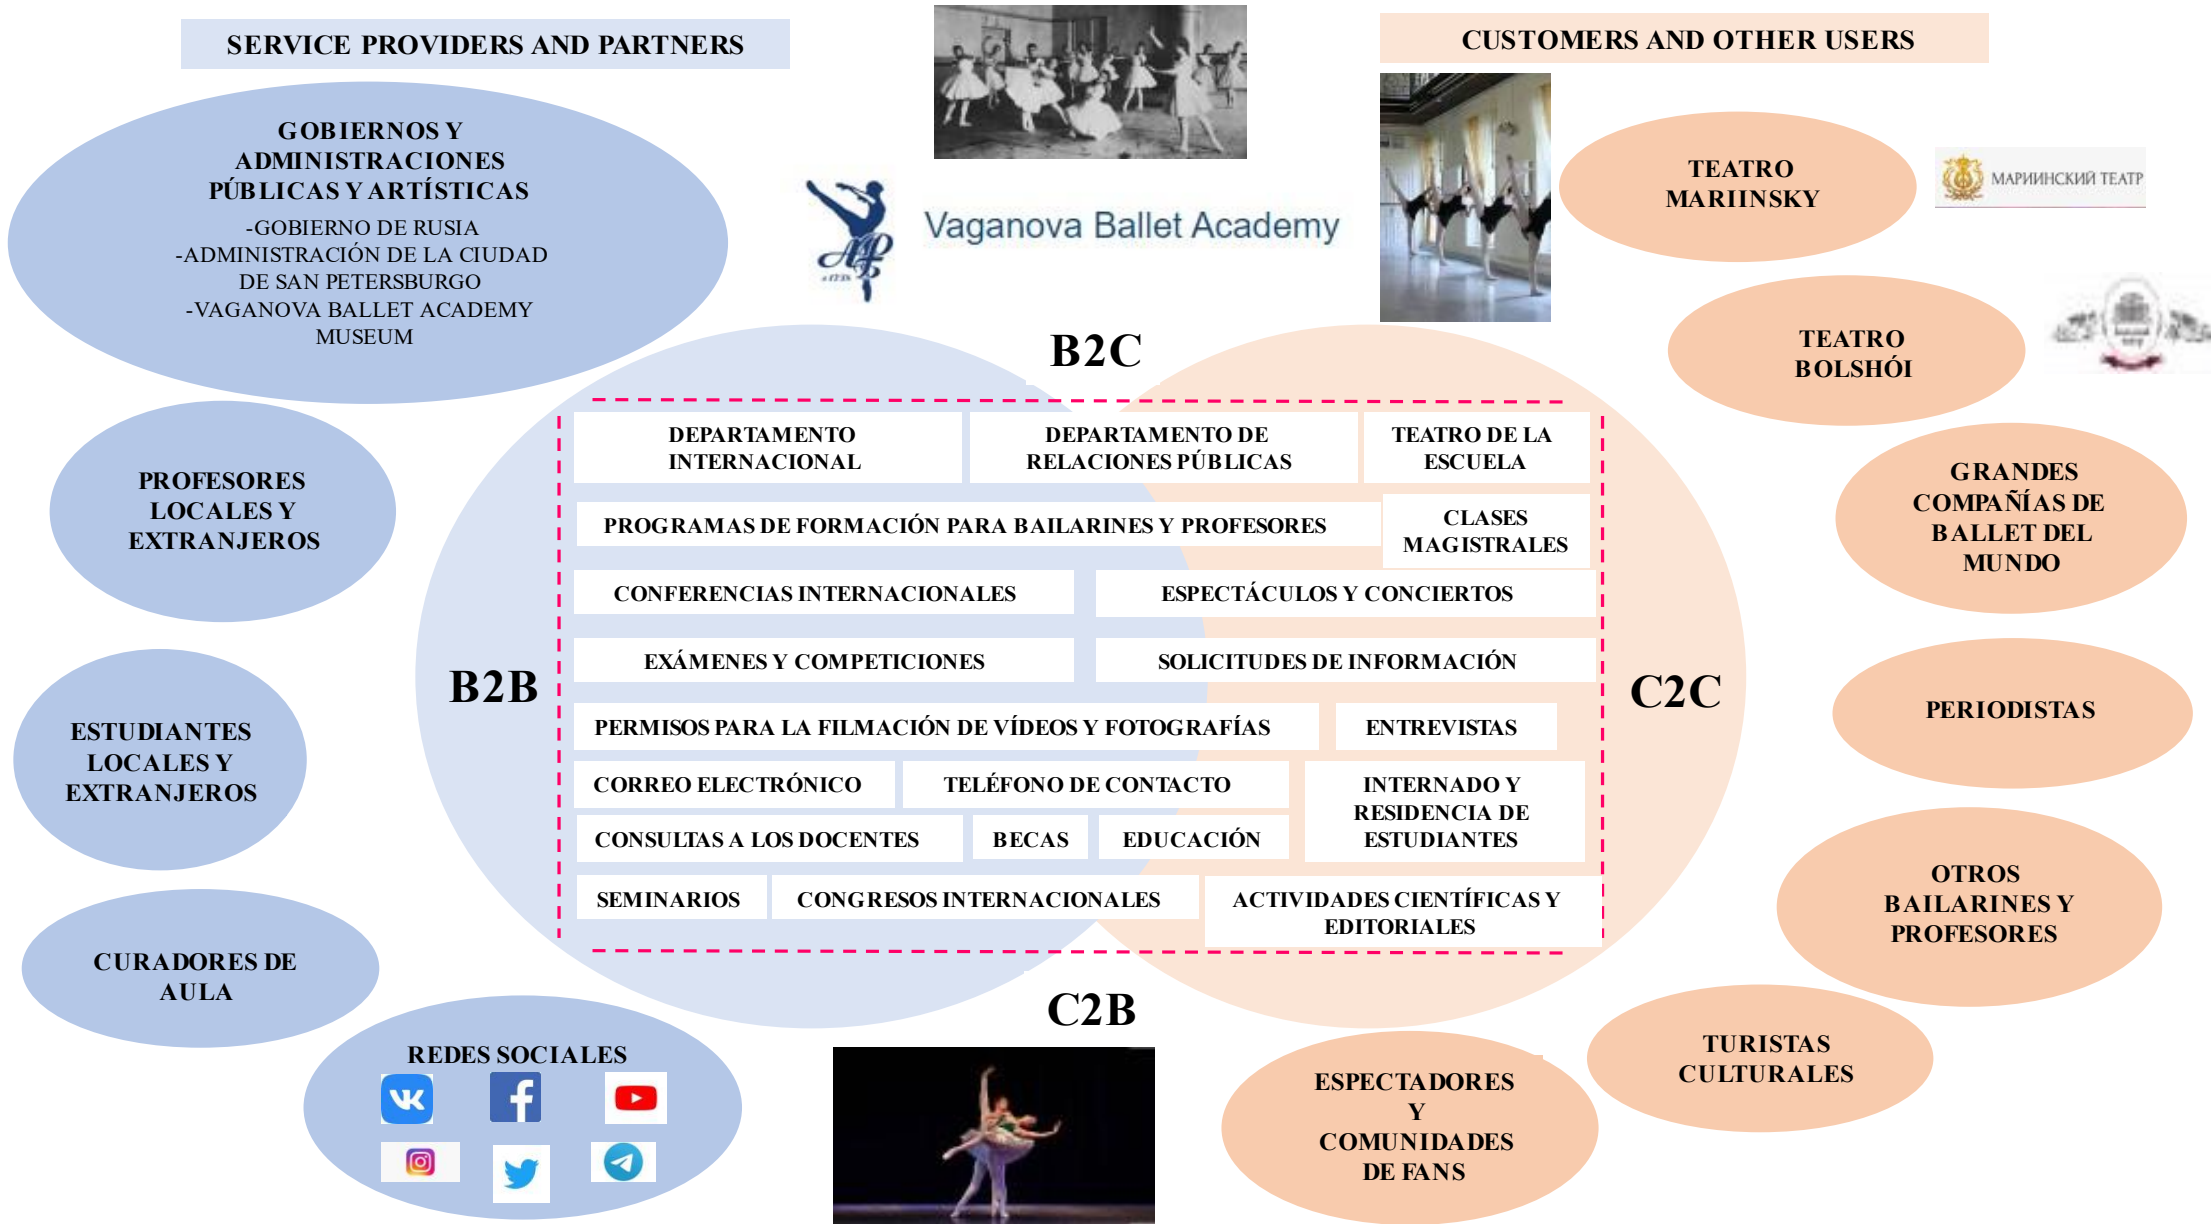 SERVICE PROVIDERS AND PARTNERS
CUSTOMERS AND OTHER USERS
GOBIERNOS Y
ADMINISTRACIONES
PÚBLICAS Y ARTÍSTICAS
-GOBIERNO DE RUSIA
-ADMINISTRACIÓN DE LA CIUDAD
DE SAN PETERSBURGO
-VAGANOVA BALLET ACADEMY
MUSEUM
PROFESORES
LOCALES Y
EXTRANJEROS
ESTUDIANTES
LOCALES Y
EXTRANJEROS
CURADORES DE
AULA
REDES SOCIALES
Vaganova Ballet Academy
B2C
B2B
C2C
C2B
DEPARTAMENTO
INTERNACIONAL
DEPARTAMENTO DE
RELACIONES PÚBLICAS
TEATRO DE LA
ESCUELA
PROGRAMAS DE FORMACIÓN PARA BAILARINES Y PROFESORES
CLASES
MAGISTRALES
CONFERENCIAS INTERNACIONALES
ESPECTÁCULOS Y CONCIERTOS
EXÁMENES Y COMPETICIONES
SOLICITUDES DE INFORMACIÓN
PERMISOS PARA LA FILMACIÓN DE VÍDEOS Y FOTOGRAFÍAS
ENTREVISTAS
CORREO ELECTRÓNICO
TELÉFONO DE CONTACTO
INTERNADO Y
RESIDENCIA DE
ESTUDIANTES
CONSULTAS A LOS DOCENTES
BECAS
EDUCACIÓN
SEMINARIOS
CONGRESOS INTERNACIONALES
ACTIVIDADES CIENTÍFICAS Y
EDITORIALES
TEATRO
MARIINSKY
МАРИИНСКИЙ ТЕАТР
TEATRO
BOLSHÓI
GRANDES
COMPAÑÍAS DE
BALLET DEL
MUNDO
PERIODISTAS
OTROS
BAILARINES Y
PROFESORES
TURISTAS
CULTURALES
ESPECTADORES
Y
COMUNIDADES
DE FANS